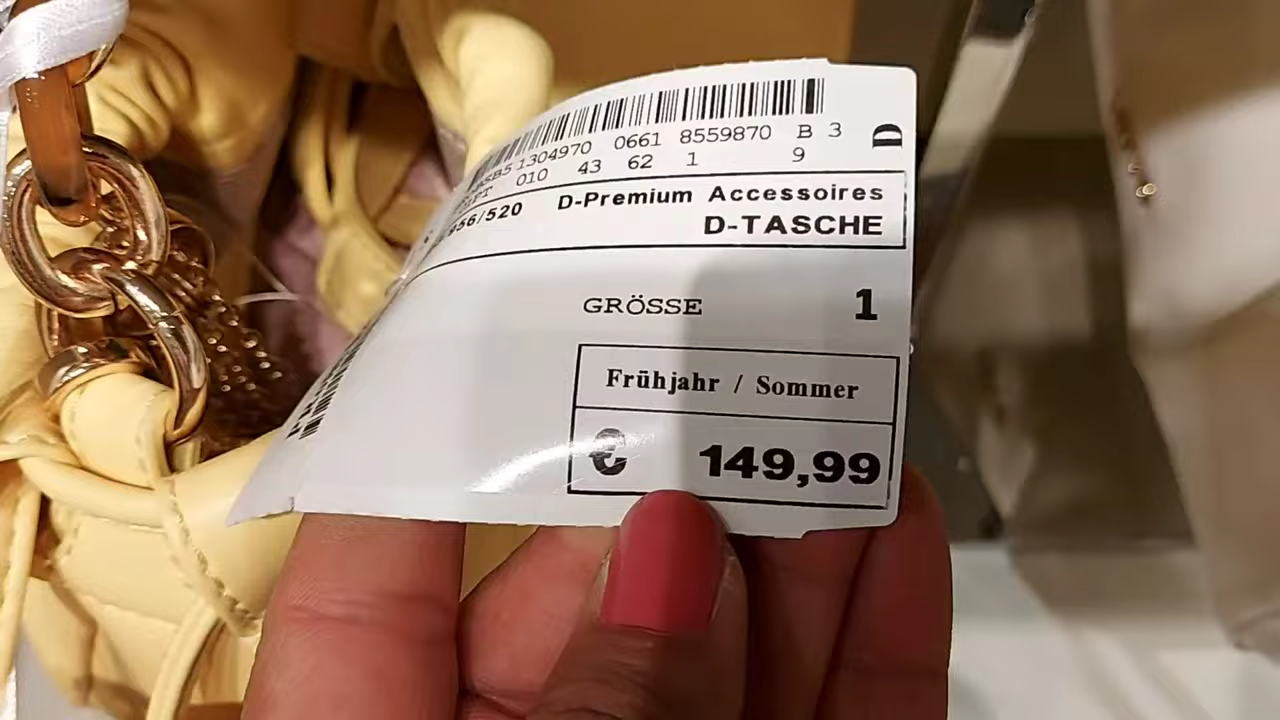 1304970 0661 8559870 B 3
010 43 62 1 9
D
D-Premium Accessoires
D-TASCHE
GRÖSSE 1
Frühjahr / Sommer
€ 149,99